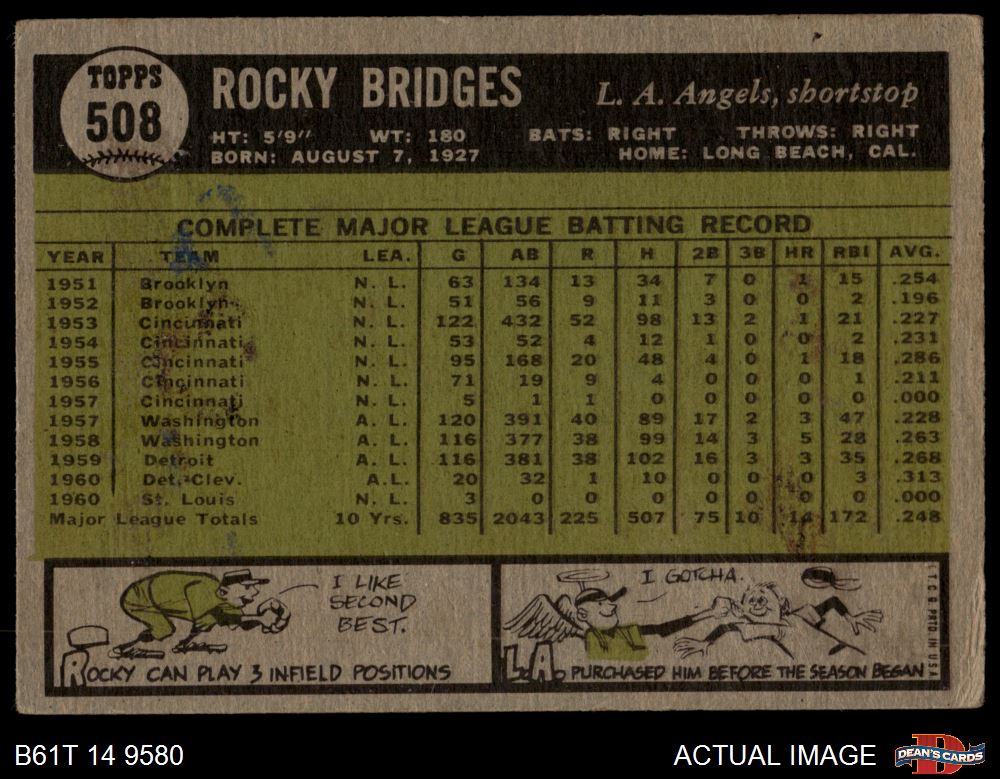 TOPPS
508
ROCKY BRIDGES
L. A. Angels, shortstop
HT: 5'9" WT: 180 BATS: RIGHT THROWS: RIGHT
BORN: AUGUST 7, 1927 HOME: LONG BEACH, CAL.
COMPLETE MAJOR LEAGUE BATTING RECORD
YEAR TEAM LEA. G AB R H 2B 3B HR RBI AVG.
1951 Brooklyn N. L. 63 134 13 34 7 0 1 15 .254
1952 Brooklyn N. L. 51 56 9 11 3 0 0 2 .196
1953 Cincinnati N. L. 122 432 52 98 13 2 1 21 .227
1954 Cincinnati N. L. 53 52 4 12 1 0 0 2 .231
1955 Cincinnati N. L. 95 168 20 48 4 0 1 18 .286
1956 Cincinnati N. L. 71 19 9 4 0 0 0 1 .211
1957 Cincinnati N. L. 5 1 1 0 0 0 0 0 .000
1957 Washington A. L. 120 391 40 89 17 2 3 47 .228
1958 Washington A. L. 116 377 38 99 14 3 5 28 .263
1959 Detroit A. L. 116 381 38 102 16 3 3 35 .268
1960 Det.-Clev. A.L. 20 32 1 10 0 0 0 3 .313
1960 St. Louis N. L. 3 0 0 0 0 0 0 0 .000
Major League Totals 10 Yrs. 835 2043 225 507 75 10 14 172 .248
I LIKE
SECOND
BEST.
ROCKY CAN PLAY 3 INFIELD POSITIONS
I GOTCHA.
L.A. PURCHASED HIM BEFORE THE SEASON BEGAN
T. C. G. PRTD. IN U.S.A.
B61T 14 9580
ACTUAL IMAGE
DEAN'S CARDS